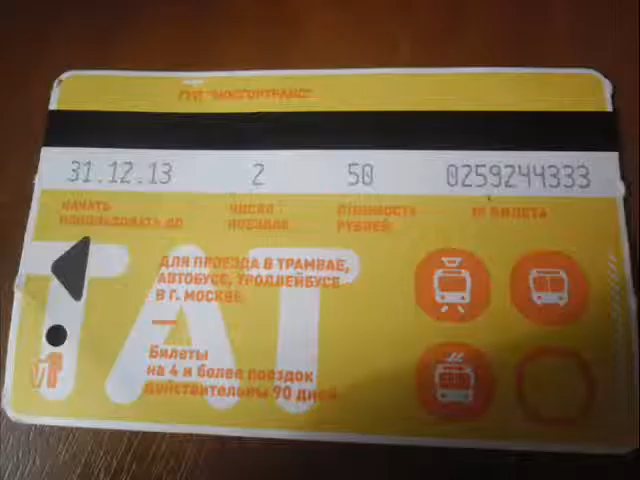 ГУП "МОСГОРТРАНС"
31.12.13 2 50 0259244333
НАЧАТЬ ЧИСЛО СТОИМОСТЬ № БИЛЕТА
ИСПОЛЬЗОВАТЬ ДО ПОЕЗДОК РУБЛЕЙ
ТАТ
ДЛЯ ПРОЕЗДА В ТРАМВАЕ,
АВТОБУСЕ, ТРОЛЛЕЙБУСЕ
В Г. МОСКВЕ
Билеты
на 4 и более поездок
действительны 90 дней